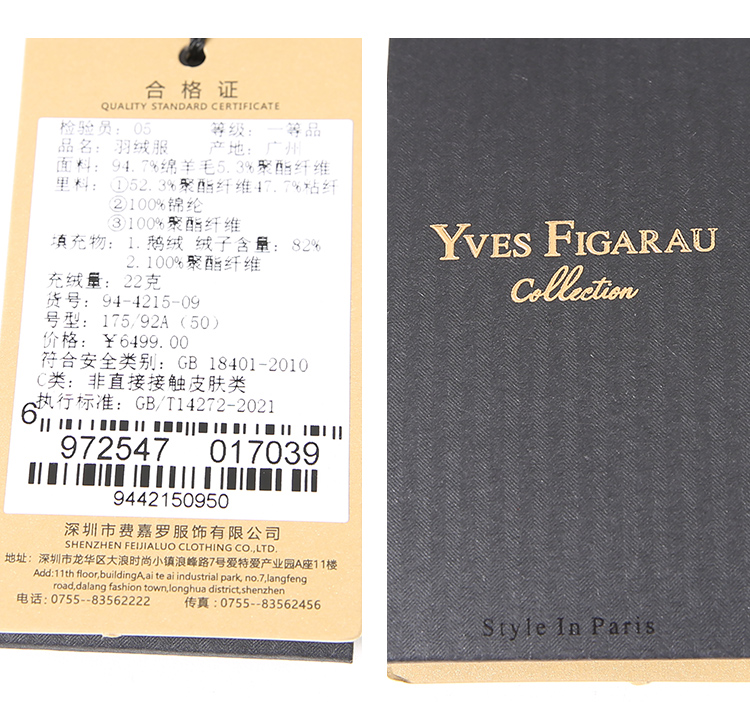 合格证
QUALITY STANDARD CERTIFICATE
检验员: 05 等级: 一等品
品名: 羽绒服 产地: 广州
面料: 94.7%绵羊毛5.3%聚酯纤维
里料: ①52.3%聚酯纤维47.7%粘纤
②100%锦纶
③100%聚酯纤维
填充物: 1.鹅绒 绒子含量: 82%
2.100%聚酯纤维
充绒量: 22克
货号: 94-4215-09
号型: 175/92A (50)
价格: ¥6499.00
符合安全类别: GB 18401-2010
C类: 非直接接触皮肤类
执行标准: GB/T14272-2021
6 972547 017039
9442150950
深圳市费嘉罗服饰有限公司
SHENZHEN FEIJIALUO CLOTHING CO.,LTD.
地址: 深圳市龙华区大浪时尚小镇浪峰路7号爱特爱产业园A座11楼
Add:11th floor,buildingA,ai te ai industrial park, no.7,langfeng
road,dalang fashion town,longhua district,shenzhen
电话:0755--83562222 传真:0755--83562456
YVES FIGARAU
Collection
Style In Paris